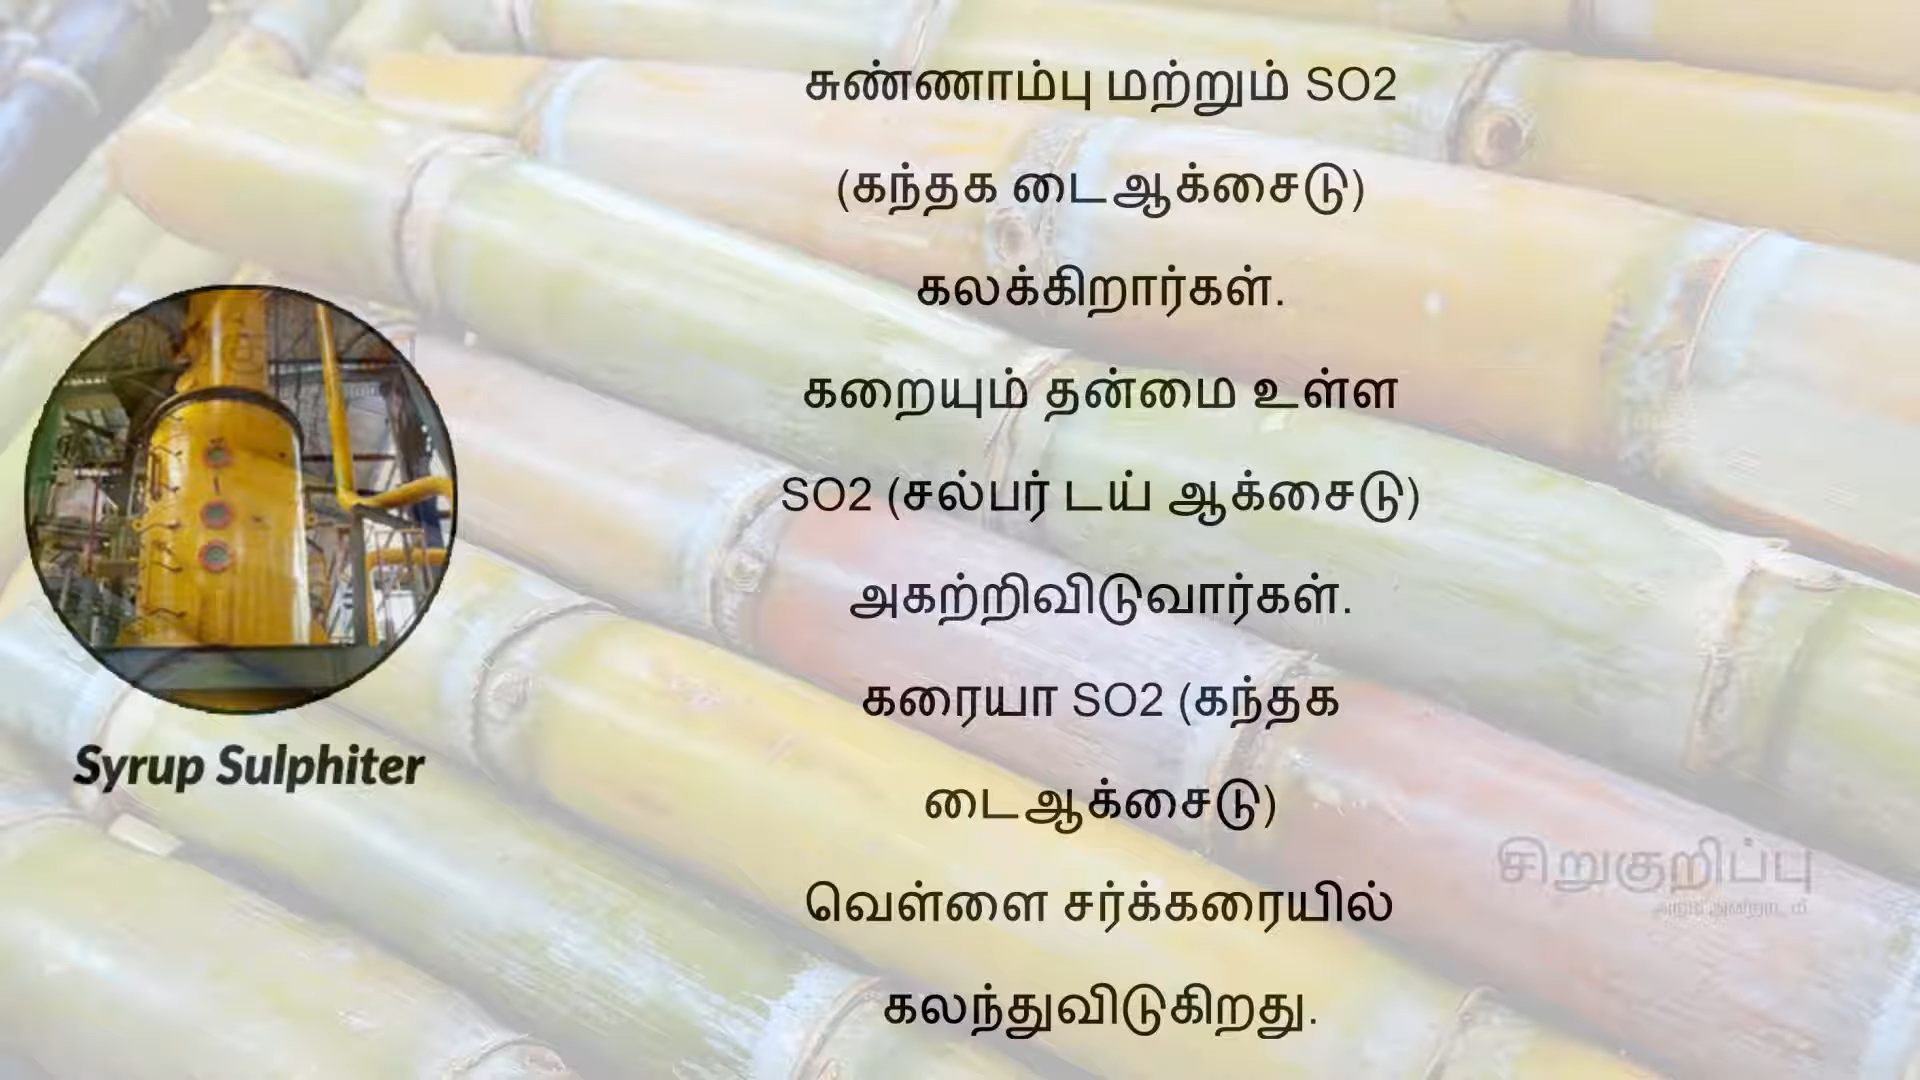 சுண்ணாம்பு மற்றும் SO2
(கந்தக டைஆக்சைடு)
கலக்கிறார்கள்.
கறையும் தன்மை உள்ள
SO2 (சல்பர் டய் ஆக்சைடு)
அகற்றிவிடுவார்கள்.
கரையா SO2 (கந்தக
டைஆக்சைடு)
வெள்ளை சர்க்கரையில்
கலந்துவிடுகிறது.
Syrup Sulphiter
சிறுகுறிப்பு